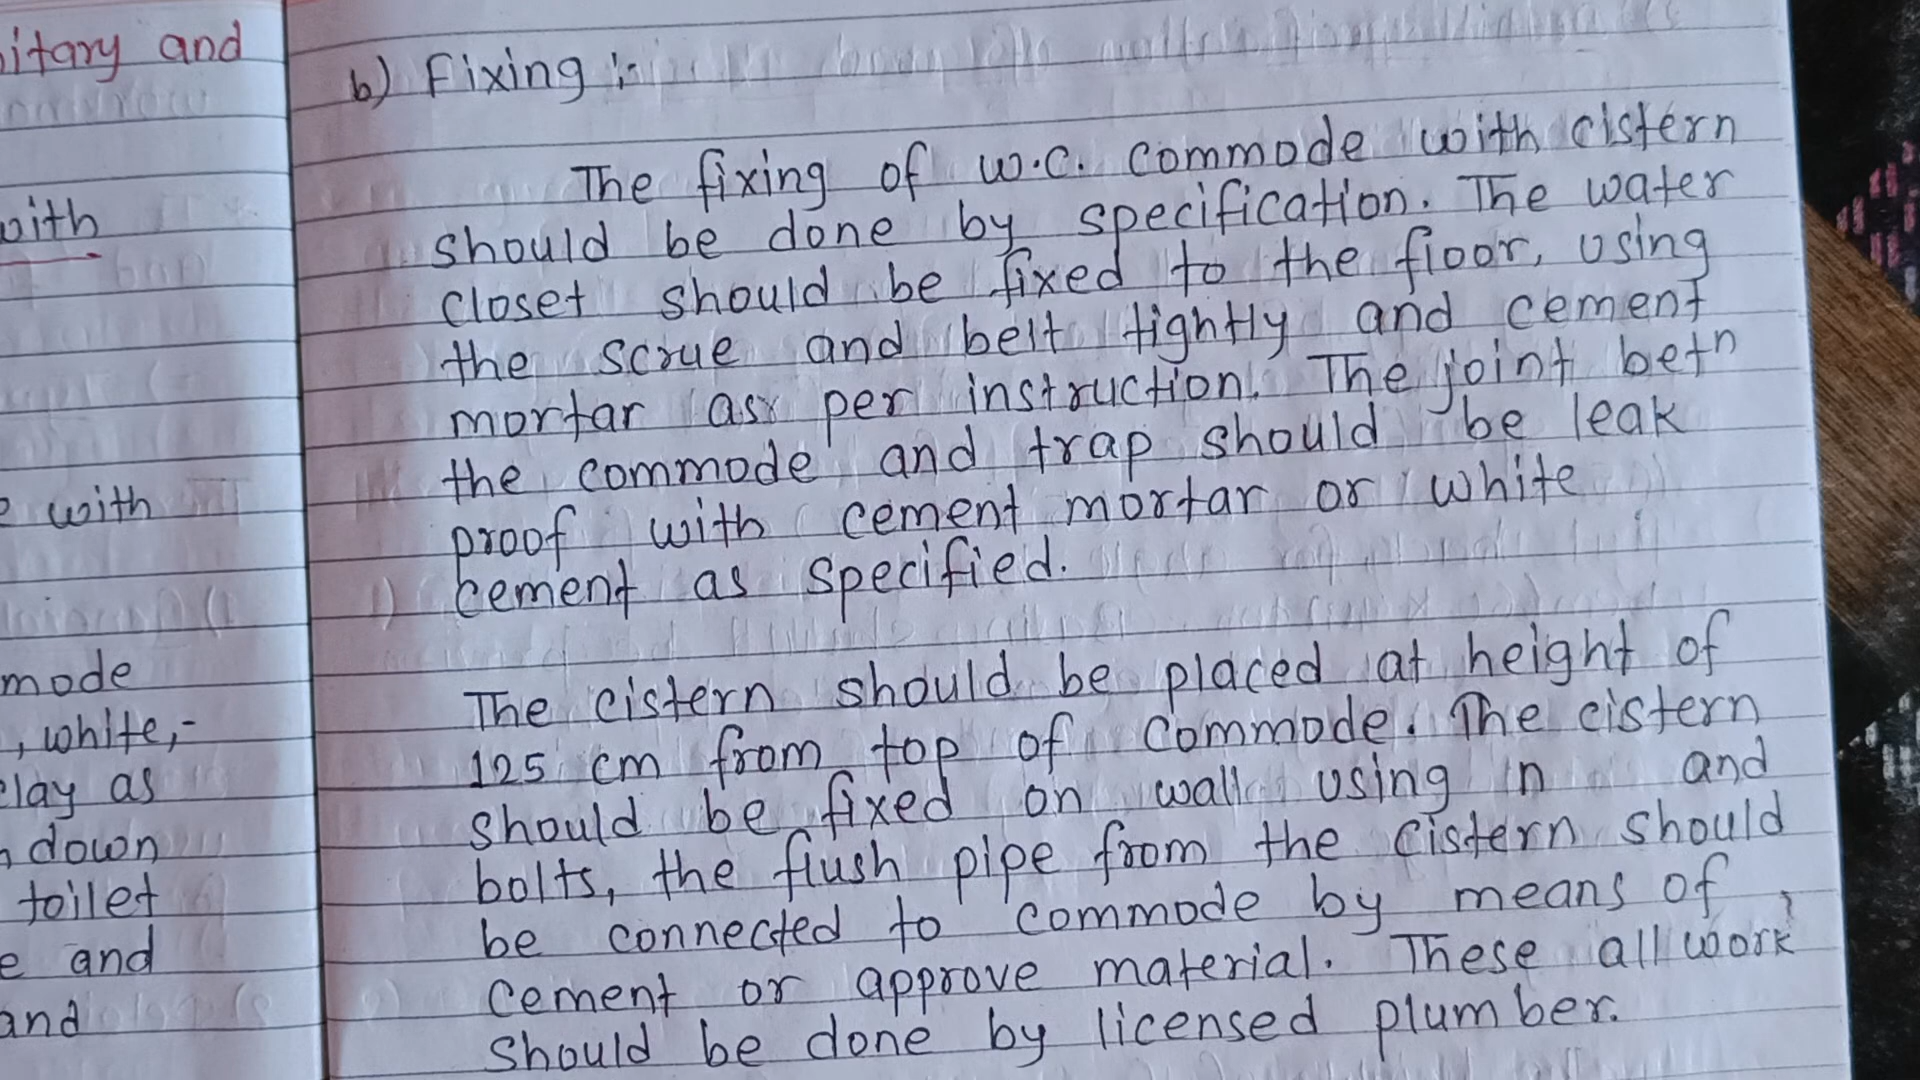 itary and
with
e with
mode
, white,-
clay as
down
toilet
e and
and
b) Fixing :-
The fixing of w.c. commode with cistern
should be done by specification. The water
closet should be fixed to the floor, using
the scrue and belt tightly and cement
mortar as per instruction. The joint betn
the commode and trap should be leak
proof with cement mortar or white
cement as specified.
The cistern should be placed at height of
125 cm from top of commode. The cistern
should be fixed on wall using n and
bolts, the flush pipe from the cistern should
be connected to commode by means of
cement or approve material. These all work
should be done by licensed plumber.